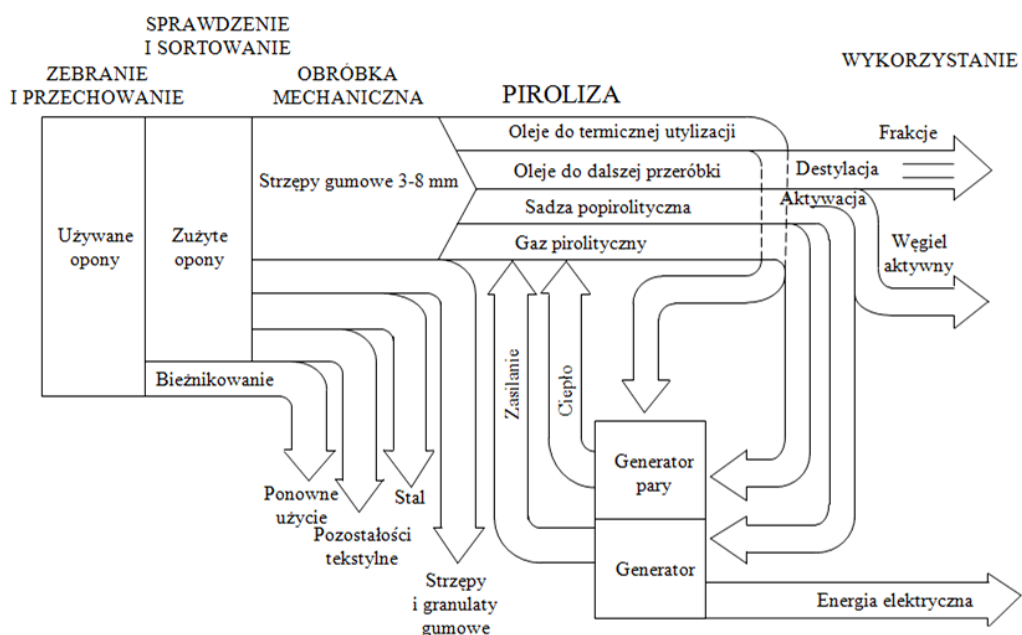 SPRAWDZENIE
I SORTOWANIE
ZEBRANIE
I PRZECHOWANIE
OBRÓBKA
MECHANICZNA
PIROLIZA
WYKORZYSTANIE
Oleje do termicznej utylizacji
Frakcje
Strzępy gumowe 3-8 mm
Oleje do dalszej przeróbki
Destylacja
Sadza popirolityczna
Aktywacja
Używane
opony
Zużyte
opony
Gaz pirolityczny
Węgiel
aktywny
Bieżnikowanie
Zasilanie
Ciepło
Generator
pary
Ponowne
użycie
Stal
Pozostałości
tekstylne
Strzępy
i granulaty
gumowe
Generator
Energia elektryczna